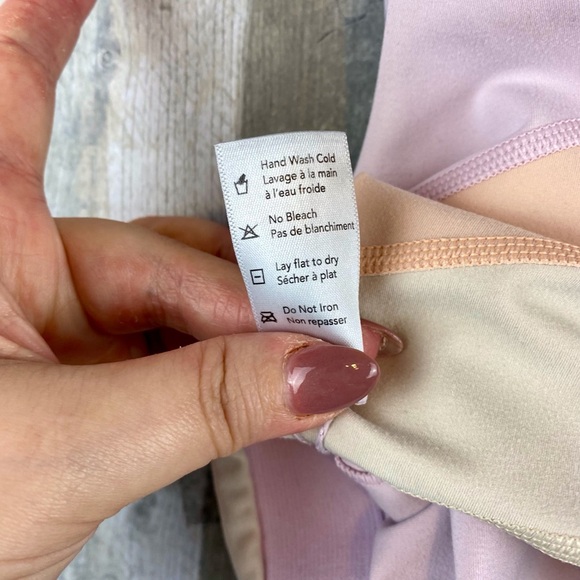 Hand Wash Cold
Lavage à la main
à l'eau froide
No Bleach
Pas de blanchiment
Lay flat to dry
Sécher à plat
Do Not Iron
Non repasser